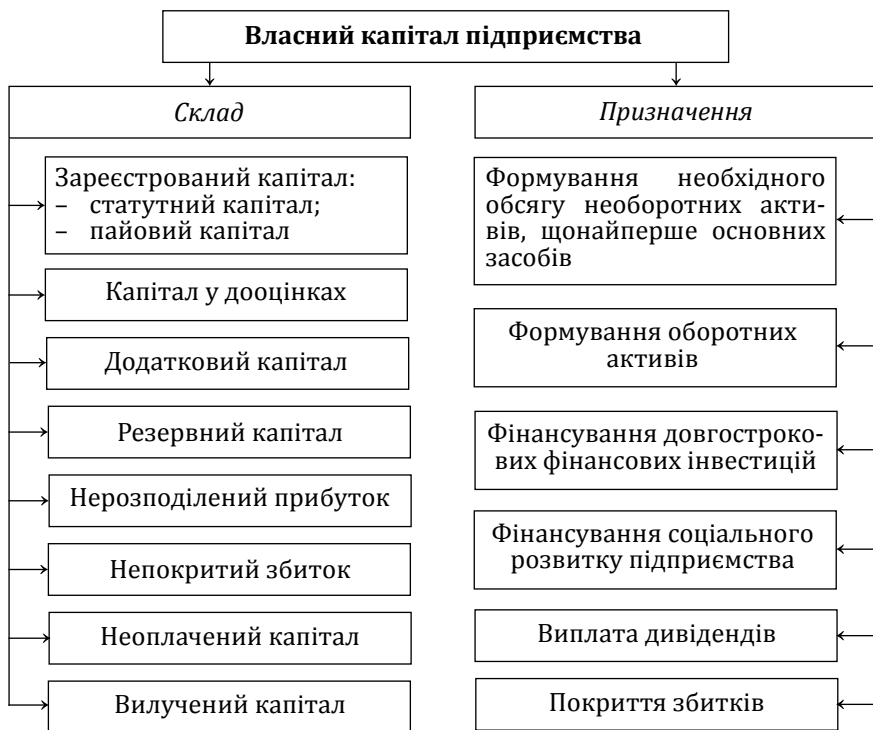 Власний капітал підприємства
Склад
Зареєстрований капітал:
– статутний капітал;
– пайовий капітал
Капітал у дооцінках
Додатковий капітал
Резервний капітал
Нерозподілений прибуток
Непокритий збиток
Неоплачений капітал
Вилучений капітал
Призначення
Формування необхідного
обсягу необоротних акти-
вів, щонайперше основних
засобів
Формування оборотних
активів
Фінансування довгостроко-
вих фінансових інвестицій
Фінансування соціального
розвитку підприємства
Виплата дивідендів
Покриття збитків